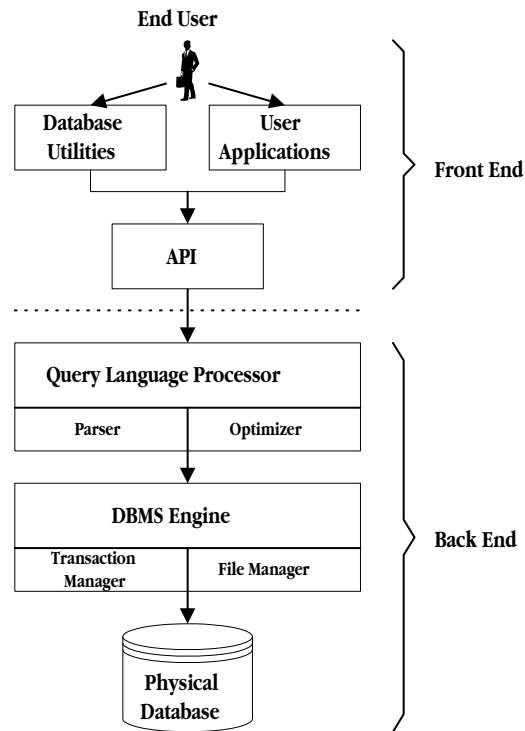 End User
Database
Utilities
User
Applications
Front End
API
Query Language Processor
Parser
Optimizer
DBMS Engine
Transaction
Manager
File Manager
Back End
Physical
Database